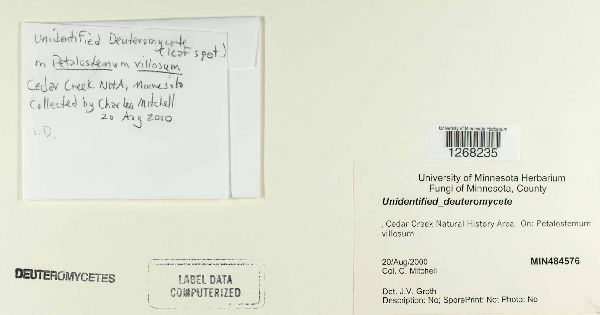 Unidentified Deuteromycete
(leaf spot)
on Petalostemum villosum
Cedar Creek NHA, Minnesota
Collected by Charles Mitchell
20 Aug 2000
DEUTEROMYCETES
LABEL DATA
COMPUTERIZED
University of Minnesota Herbarium
1268235
University of Minnesota Herbarium
Fungi of Minnesota, County
Unidentified_deuteromycete
, Cedar Creek Natural History Area. On: Petalostemum
villosum
20/Aug/2000
MIN484576
Col. C. Mitchell
Det. J.V. Groth
Description: No; SporePrint: No; Photo: No